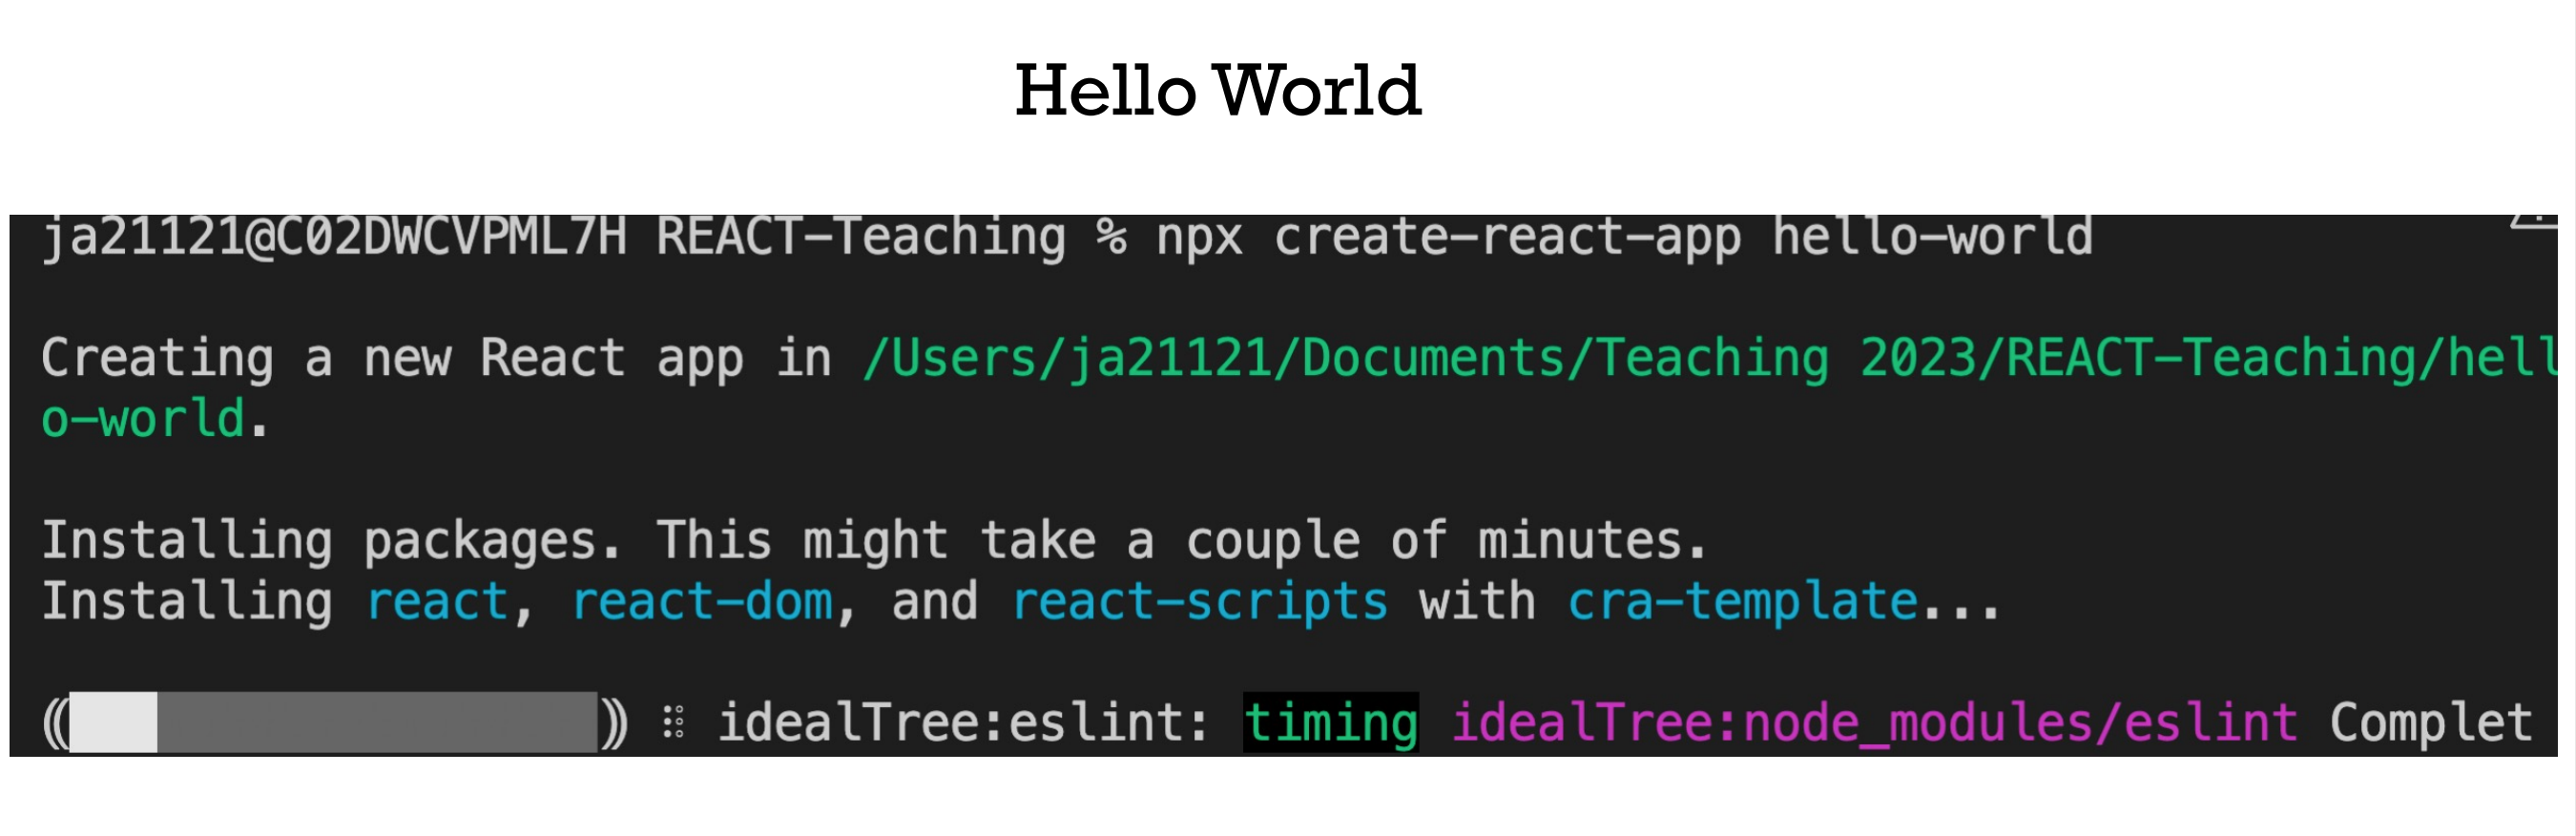 Hello World
ja21121@C02DWCVPML7H REACT-Teaching % npx create-react-app hello-world
Creating a new React app in /Users/ja21121/Documents/Teaching 2023/REACT-Teaching/hell
o-world.
Installing packages. This might take a couple of minutes.
Installing react, react-dom, and react-scripts with cra-template...
(( )) ⠿ idealTree:eslint: timing idealTree:node_modules/eslint Complet